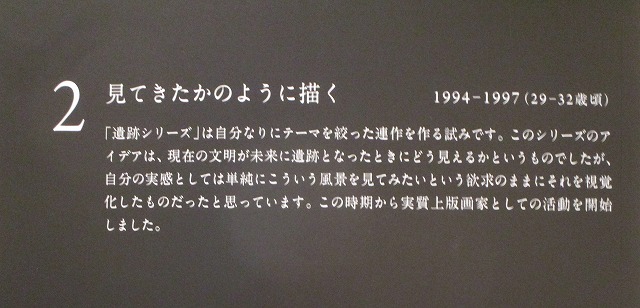 2 見てきたかのように描く 1994-1997（29-32歳頃）
「遺跡シリーズ」は自分なりにテーマを絞った連作を作る試みです。このシリーズのア
イデアは、現在の文明が未来に遺跡となったときにどう見えるかというものでしたが、
自分の実感としては単純にこういう風景を見てみたいという欲求のままにそれを視覚
化したものだったと思っています。この時期から実質上版画家としての活動を開始
しました。